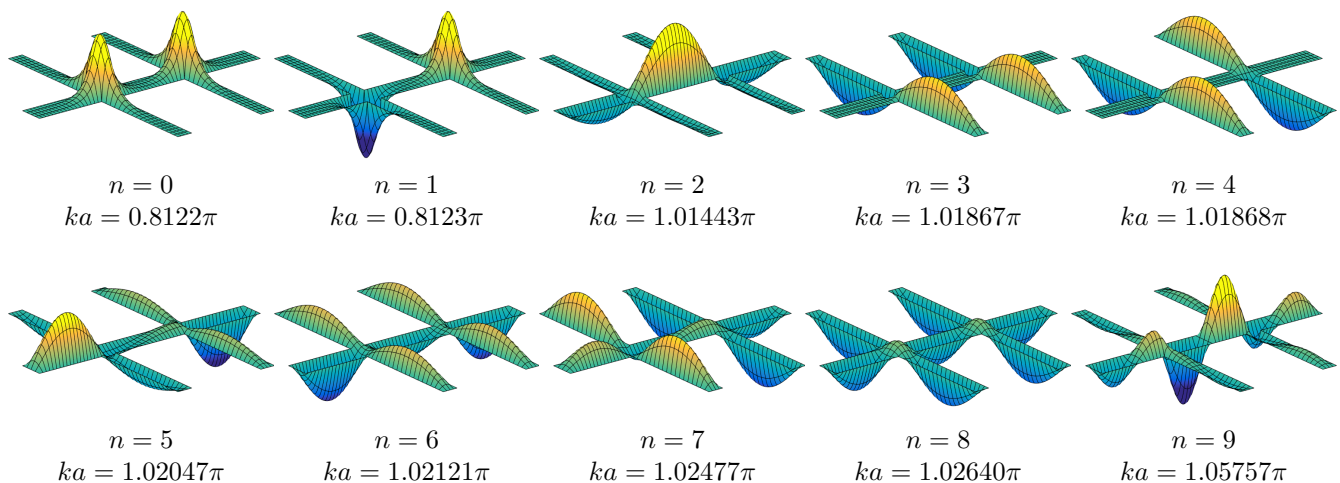 n = 0 n = 1 n = 2 n = 3 n = 4
ka = 0.8122π ka = 0.8123π ka = 1.01443π ka = 1.01867π ka = 1.01868π
n = 5 n = 6 n = 7 n = 8 n = 9
ka = 1.02047π ka = 1.02121π ka = 1.02477π ka = 1.02640π ka = 1.05757π